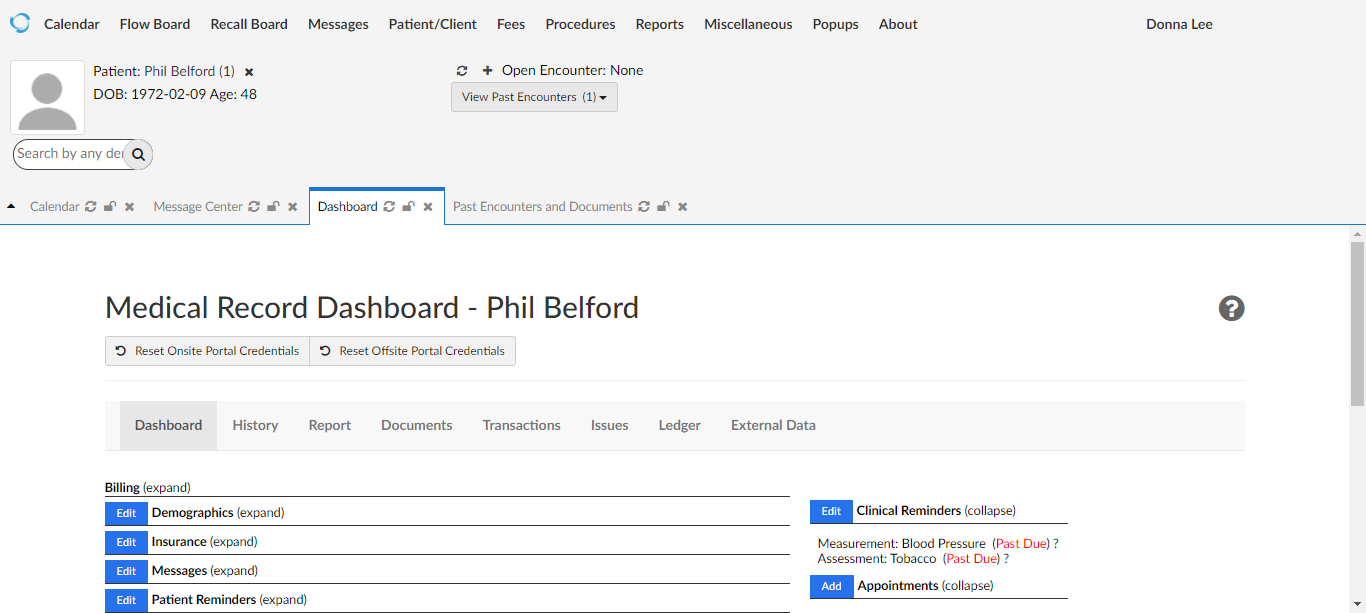 Calendar Flow Board Recall Board Messages Patient/Client Fees Procedures Reports Miscellaneous Popups About Donna Lee
Patient: Phil Belford (1)
DOB: 1972-02-09 Age: 48
Open Encounter: None
View Past Encounters (1)
Search by any der
Calendar Message Center Dashboard Past Encounters and Documents
Medical Record Dashboard - Phil Belford
Reset Onsite Portal Credentials Reset Offsite Portal Credentials
Dashboard History Report Documents Transactions Issues Ledger External Data
Billing (expand)
Edit Demographics (expand)
Edit Insurance (expand)
Edit Messages (expand)
Edit Patient Reminders (expand)
Edit Clinical Reminders (collapse)
Measurement: Blood Pressure (Past Due) ?
Assessment: Tobacco (Past Due) ?
Add Appointments (collapse)